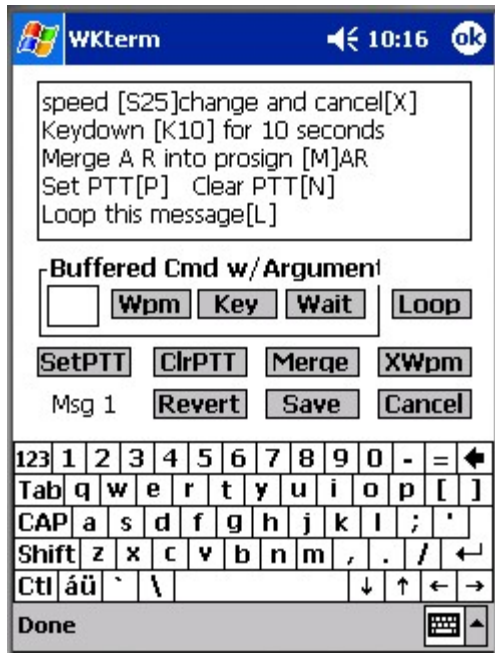 WKterm 10:16 ok
speed [S25]change and cancel[X]
Keydown [K10] for 10 seconds
Merge A R into prosign [M]AR
Set PTT[P] Clear PTT[N]
Loop this message[L]
Buffered Cmd w/Argument
Wpm Key Wait Loop
SetPTT ClrPTT Merge XWpm
Msg 1 Revert Save Cancel
123 1 2 3 4 5 6 7 8 9 0 - =
Tab q w e r t y u i o p [ ]
CAP a s d f g h j k l ; '
Shift z x c v b n m , . /
Ctl áü ` \ ↓ ↑ ← →
Done